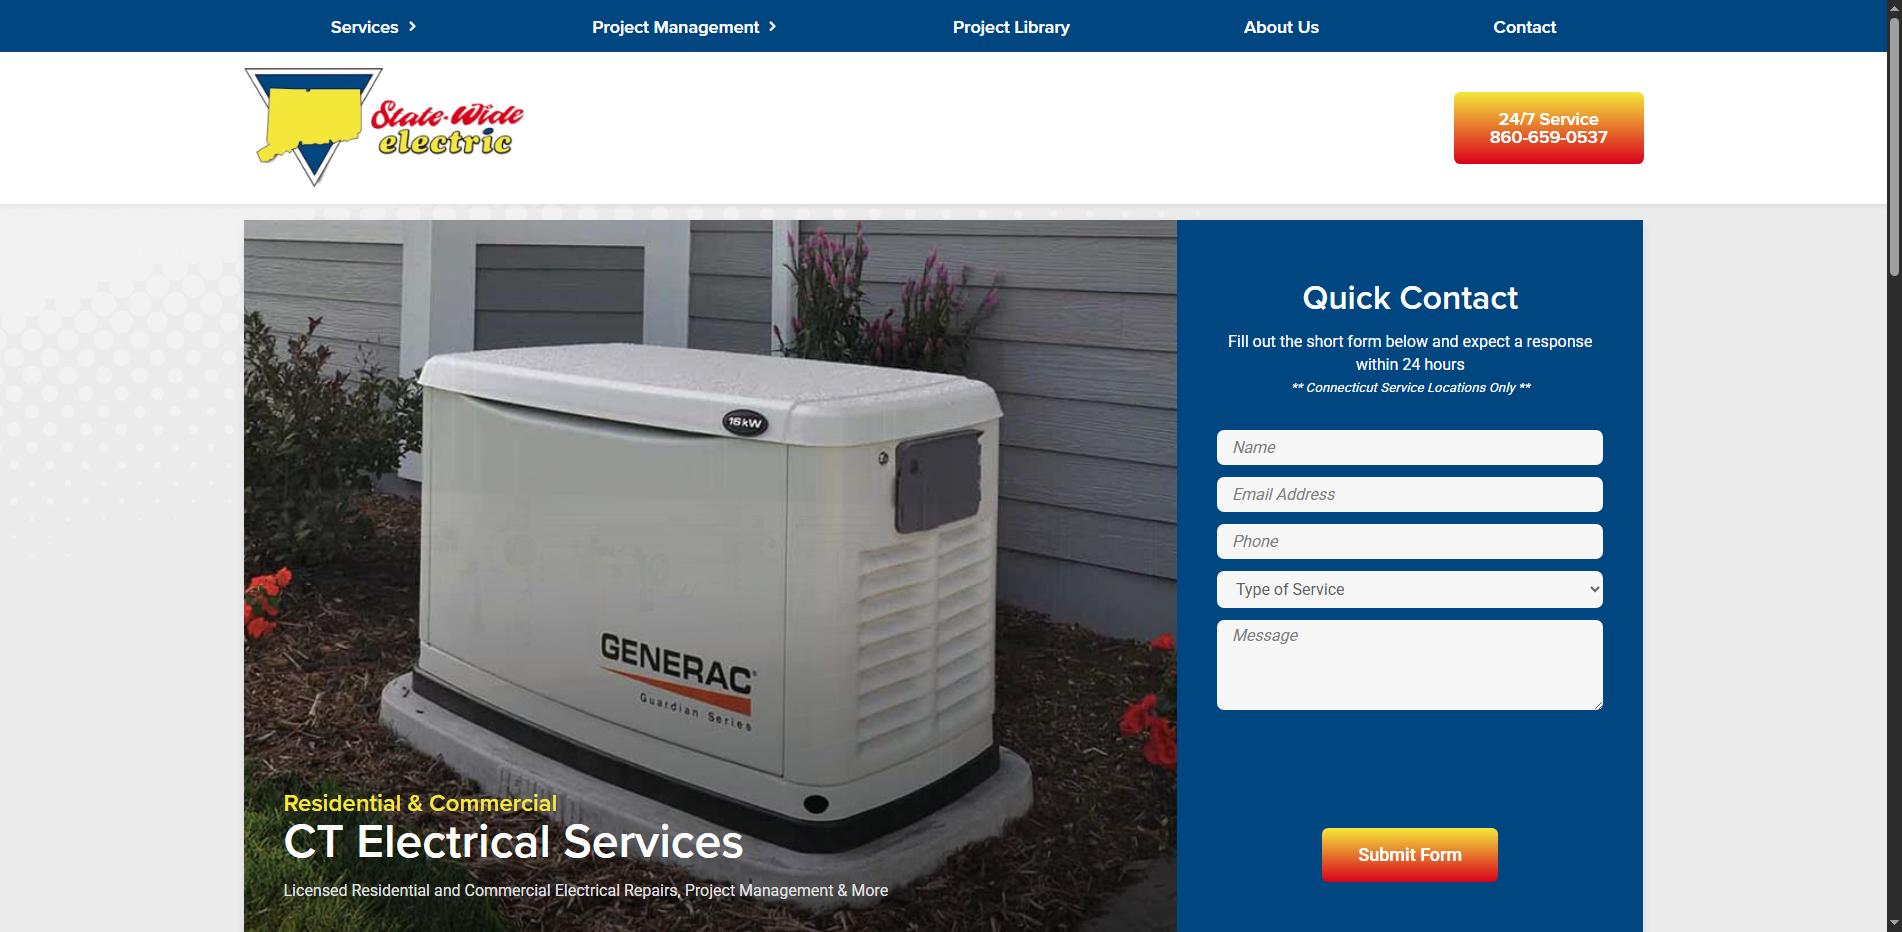 Services
Project Management
Project Library
About Us
Contact
State-Wide
electric
24/7 Service
860-659-0537
16kW
GENERAC
Guardian Series
Residential & Commercial
CT Electrical Services
Licensed Residential and Commercial Electrical Repairs, Project Management & More
Quick Contact
Fill out the short form below and expect a response
within 24 hours
** Connecticut Service Locations Only **
Name
Email Address
Phone
Type of Service
Message
Submit Form